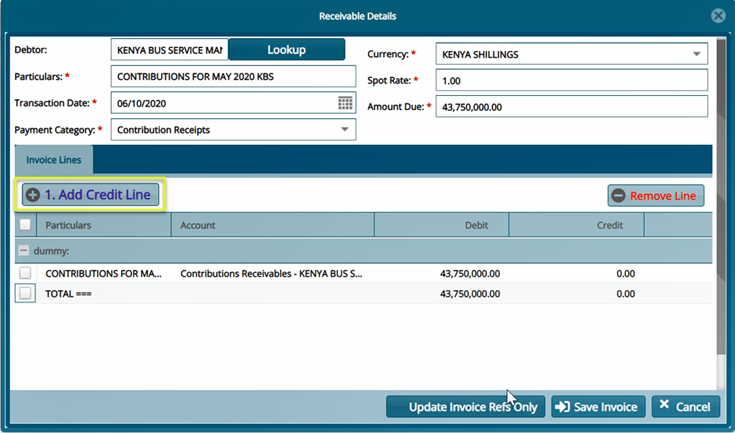 Receivable Details
Debtor: KENYA BUS SERVICE MAN Lookup
Currency: * KENYA SHILLINGS
Particulars: * CONTRIBUTIONS FOR MAY 2020 KBS
Spot Rate: * 1.00
Transaction Date: * 06/10/2020
Amount Due: * 43,750,000.00
Payment Category: * Contribution Receipts
Invoice Lines
1. Add Credit Line Remove Line
Particulars Account Debit Credit
dummy:
CONTRIBUTIONS FOR MA... Contributions Receivables - KENYA BUS S... 43,750,000.00 0.00
TOTAL === 43,750,000.00 0.00
Update Invoice Refs Only Save Invoice Cancel